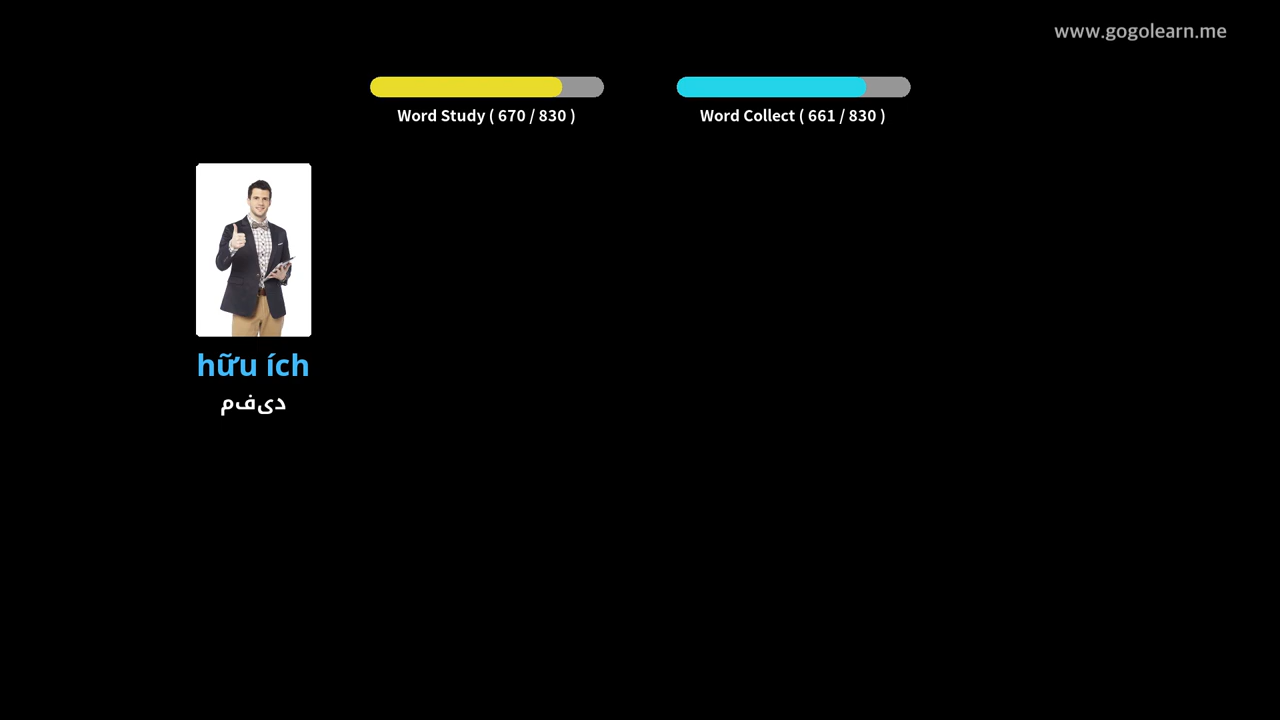 www.gogolearn.me
Word Study ( 670 / 830 )
Word Collect ( 661 / 830 )
hữu ích
مفید